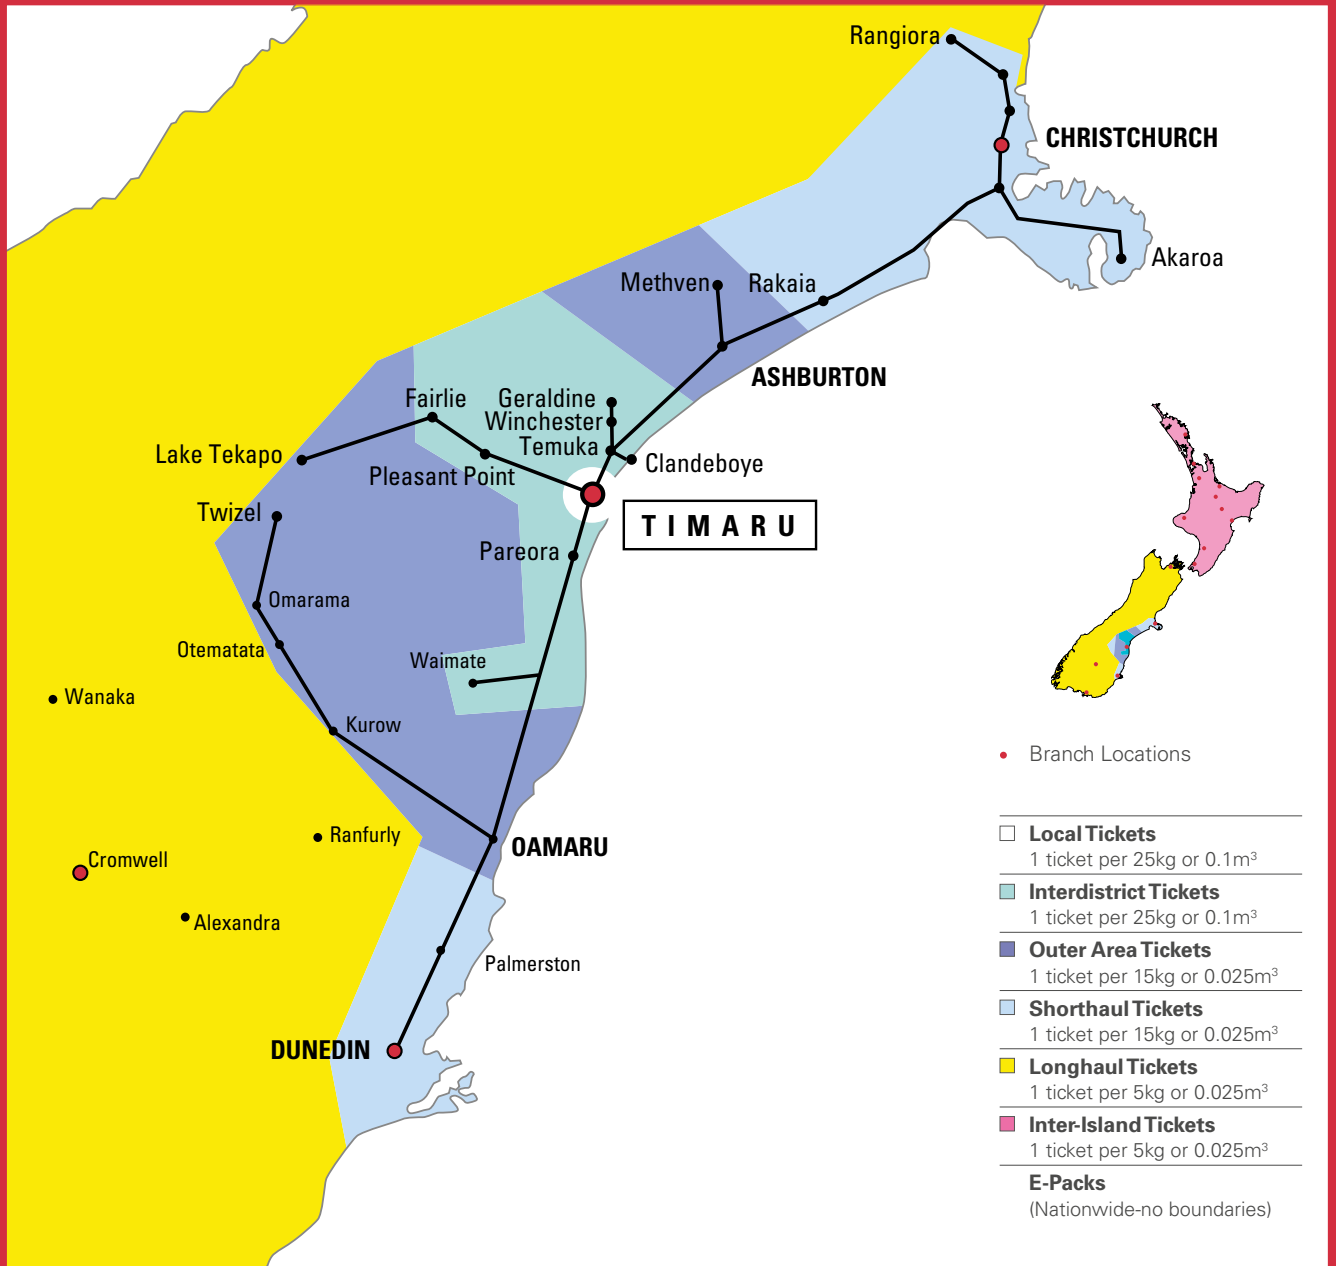 Rangiora
CHRISTCHURCH
Akaroa
Methven
Rakaia
ASHBURTON
Fairlie
Geraldine
Winchester
Temuka
Lake Tekapo
Clandeboye
Pleasant Point
Twizel
TIMARU
Pareora
Omarama
Otematata
Waimate
Wanaka
Kurow
Ranfurly
OAMARU
Cromwell
Alexandra
Palmerston
DUNEDIN
Branch Locations
Local Tickets
1 ticket per 25kg or 0.1m³
Interdistrict Tickets
1 ticket per 25kg or 0.1m³
Outer Area Tickets
1 ticket per 15kg or 0.025m³
Shorthaul Tickets
1 ticket per 15kg or 0.025m³
Longhaul Tickets
1 ticket per 5kg or 0.025m³
Inter-Island Tickets
1 ticket per 5kg or 0.025m³
E-Packs
(Nationwide-no boundaries)